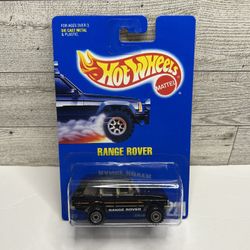 FOR AGES OVER 3
DIE CAST METAL
& PLASTIC
Hot Wheels
MATTEL
RANGE ROVER
RANGE ROVER